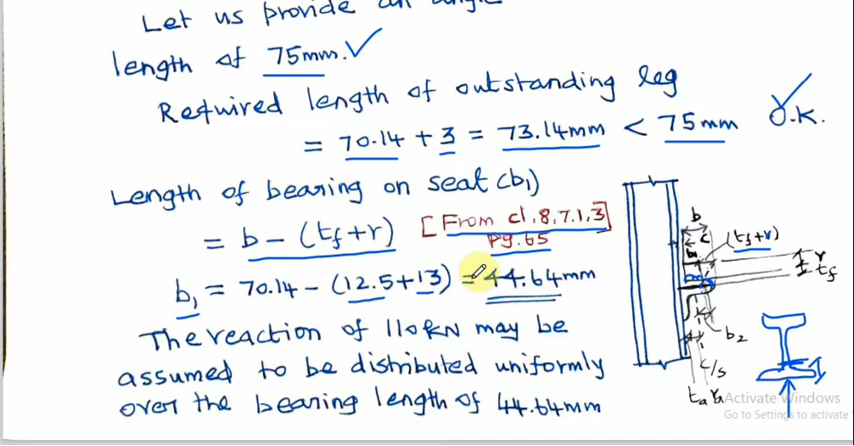 Let us provide an angle
length of 75mm. ✓
Required length of outstanding leg
= 70.14 + 3 = 73.14mm < 75mm O.K.
Length of bearing on seat (b₁)
= b - (tf+r) [From cl.8.7.1.3]
Pg.65
b₁ = 70.14 - (12.5+13) = 44.64mm
The reaction of 110kN may be
assumed to be distributed uniformly
over the bearing length of 44.64mm
b
c
(tf+r)
r
tf
b2
c/s
ta
Activate Windows
Go to Settings to activate